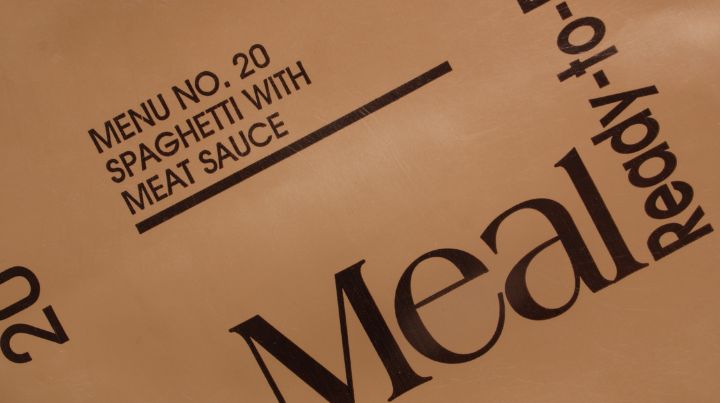 MENU NO. 20
SPAGHETTI WITH
MEAT SAUCE
Meal
Ready-to-
20